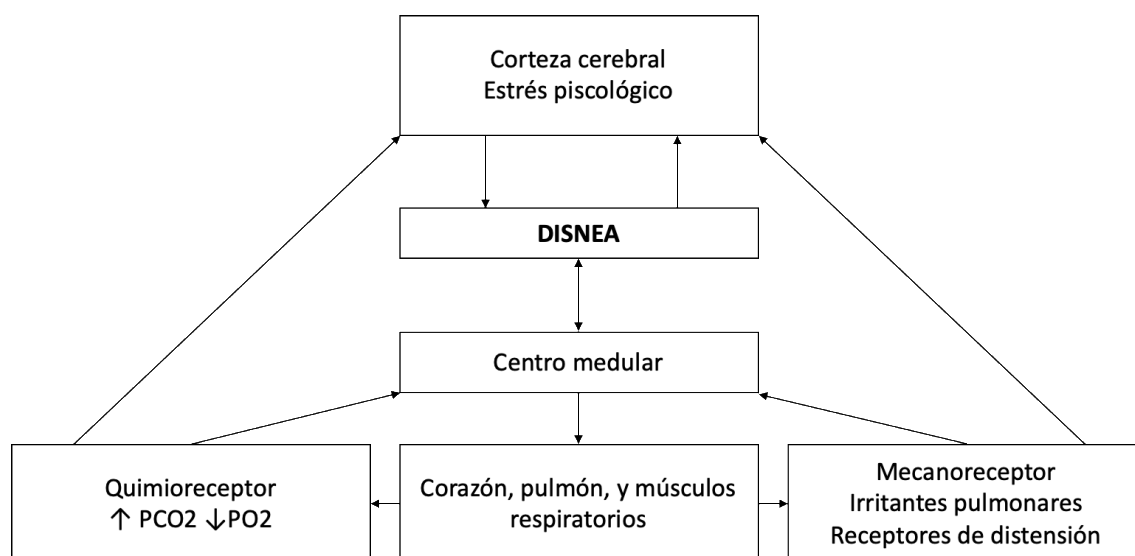 Corteza cerebral
Estrés piscológico
DISNEA
Centro medular
Quimioreceptor
↑ PCO2 ↓PO2
Corazón, pulmón, y músculos
respiratorios
Mecanoreceptor
Irritantes pulmonares
Receptores de distensión